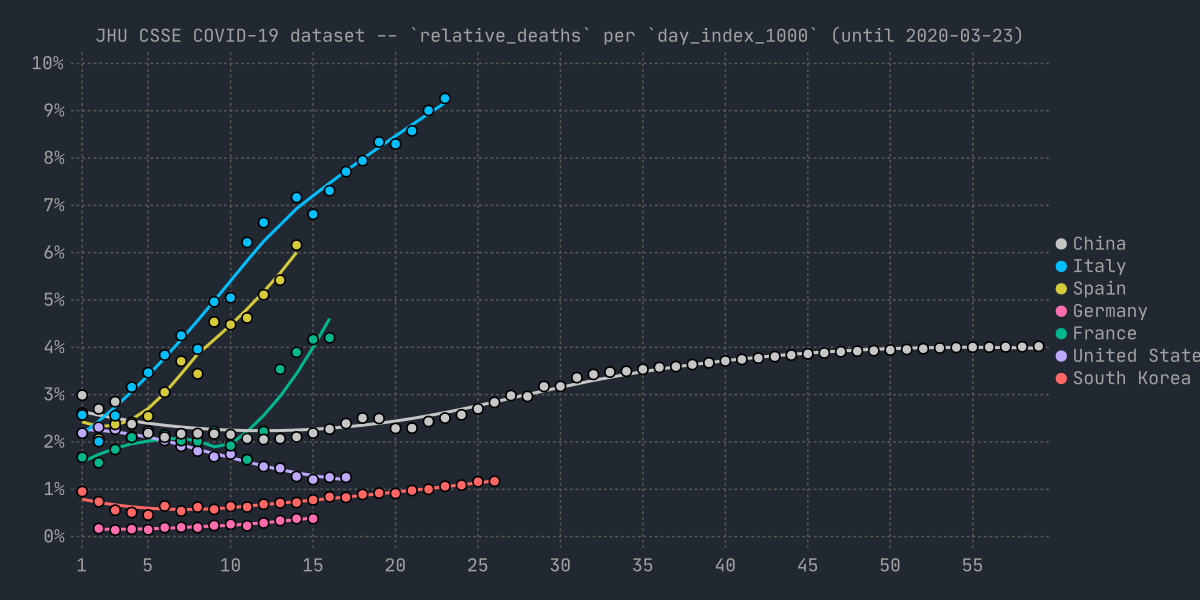 JHU CSSE COVID-19 dataset -- `relative_deaths` per `day_index_1000` (until 2020-03-23)
10%
9%
8%
7%
6%
5%
4%
3%
2%
1%
0%
1 5 10 15 20 25 30 35 40 45 50 55
China
Italy
Spain
Germany
France
United State
South Korea